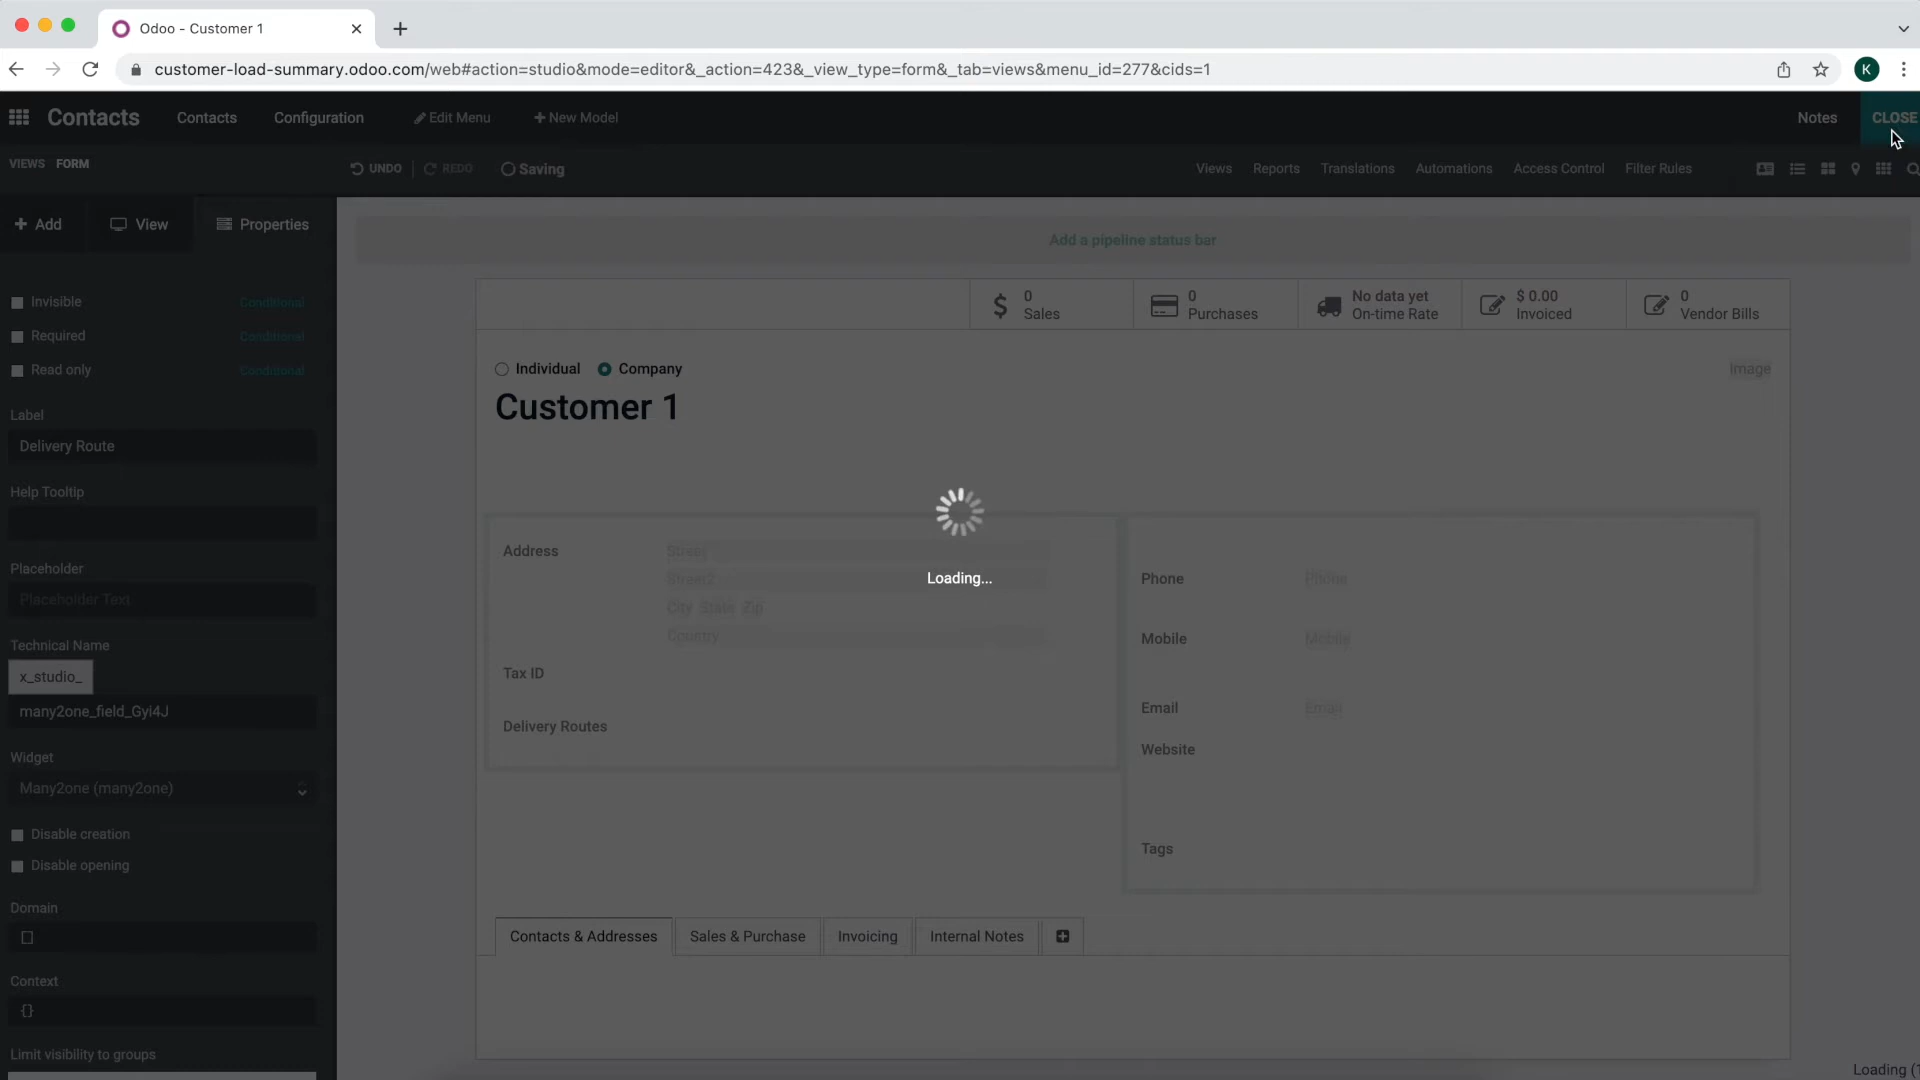 Odoo - Customer 1
customer-load-summary.odoo.com/web#action=studio&mode=editor&_action=423&_view_type=form&_tab=views&menu_id=277&cids=1
K
Contacts Contacts Configuration Edit Menu + New Model Notes CLOSE
VIEWS FORM UNDO REDO Saving Views Reports Translations Automations Access Control Filter Rules
+ Add View Properties
Add a pipeline status bar
Invisible Conditional
Required Conditional
Read only Conditional
Label
Delivery Route
Help Tooltip
Placeholder
Placeholder Text
Technical Name
x_studio_
many2one_field_Gyi4J
Widget
Many2one (many2one)
Disable creation
Disable opening
Domain
[]
Context
{}
Limit visibility to groups
0
Sales
0
Purchases
No data yet
On-time Rate
$ 0.00
Invoiced
0
Vendor Bills
Individual Company
Image
Customer 1
Loading...
Address Street
Street2
City State Zip
Country
Tax ID
Delivery Routes
Phone Phone
Mobile Mobile
Email Email
Website
Tags
Contacts & Addresses Sales & Purchase Invoicing Internal Notes
Loading (